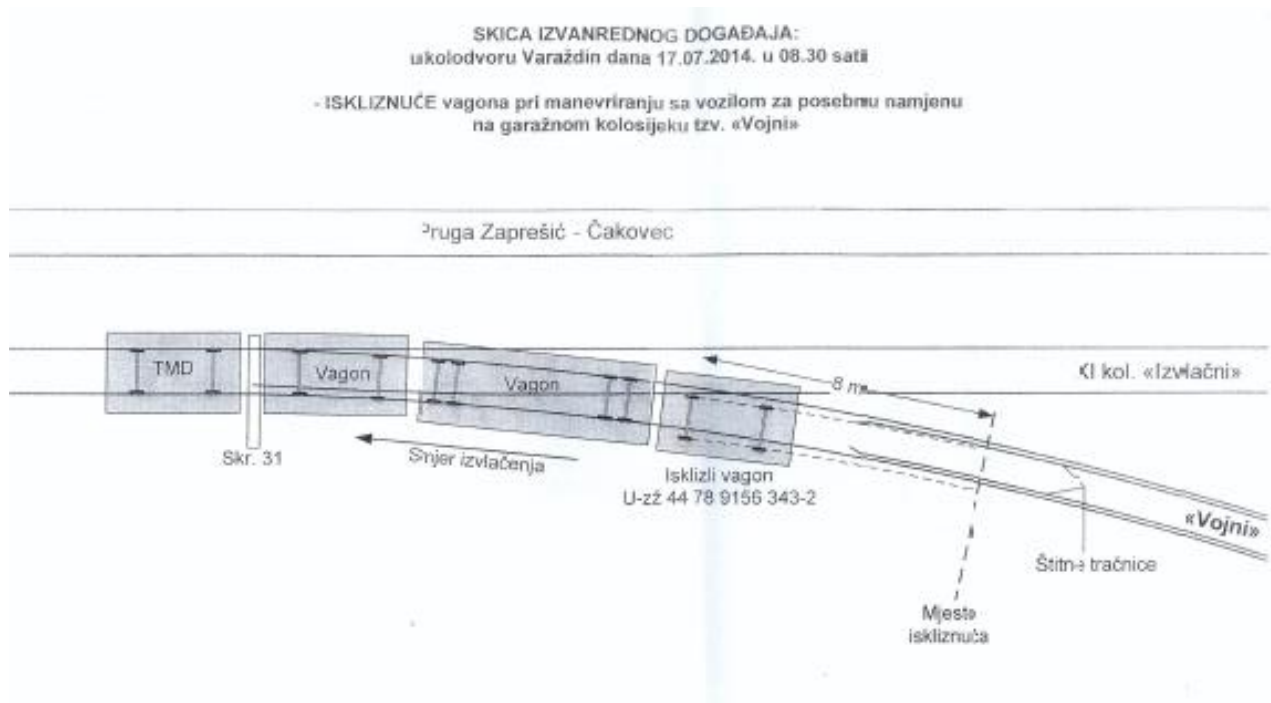 SKICA IZVANREDNOG DOGAĐAJA:
u kolodvoru Varaždin dana 17.07.2014. u 08.30 sati
- ISKLIZNUĆE vagona pri manevriranju sa vozilom za posebnu namjenu
na garažnom kolosijeku tzv. «Vojni»
Pruga Zaprešić - Čakovec
TMD
Vagon
Vagon
8 m
XI kol. «Izvlačni»
Skr. 31
Smjer izvlačenja
Isklizli vagon
U-zž 44 78 9156 343-2
«Vojni»
Štitne tračnice
Mjesto
iskliznuća